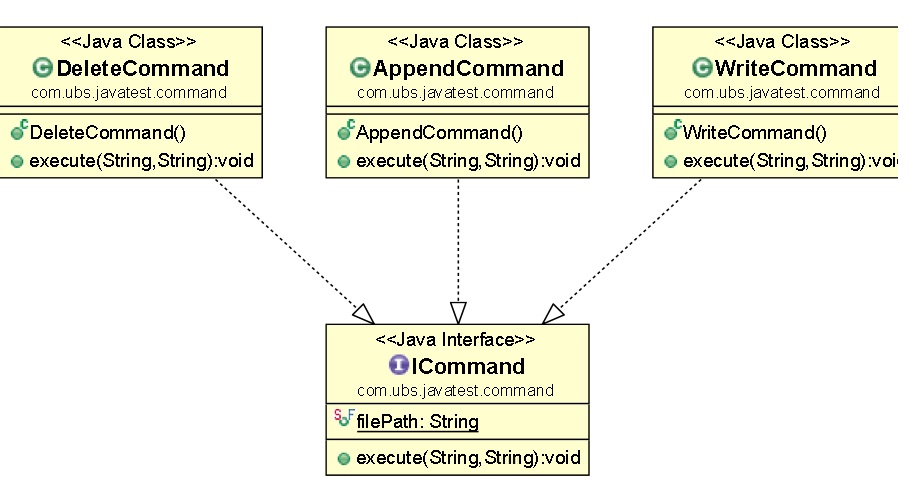 <<Java Class>>
DeleteCommand
com.ubs.javatest.command
DeleteCommand()
execute(String,String):void
<<Java Class>>
AppendCommand
com.ubs.javatest.command
AppendCommand()
execute(String,String):void
<<Java Class>>
WriteCommand
com.ubs.javatest.command
WriteCommand()
execute(String,String):voi
<<Java Interface>>
ICommand
com.ubs.javatest.command
filePath: String
execute(String,String):void